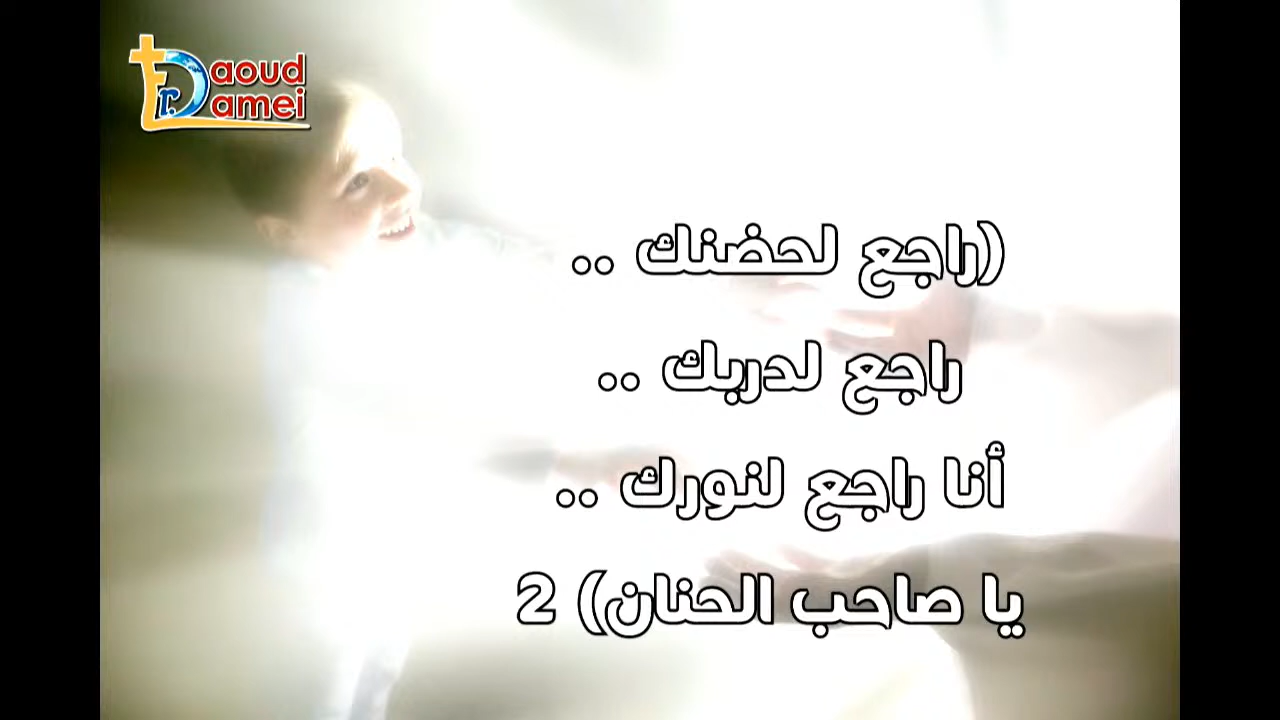 Fr. Daoud
Lamei
(راجع لحضنك ..
راجع لدربك ..
أنا راجع لنورك ..
يا صاحب الحنان) 2